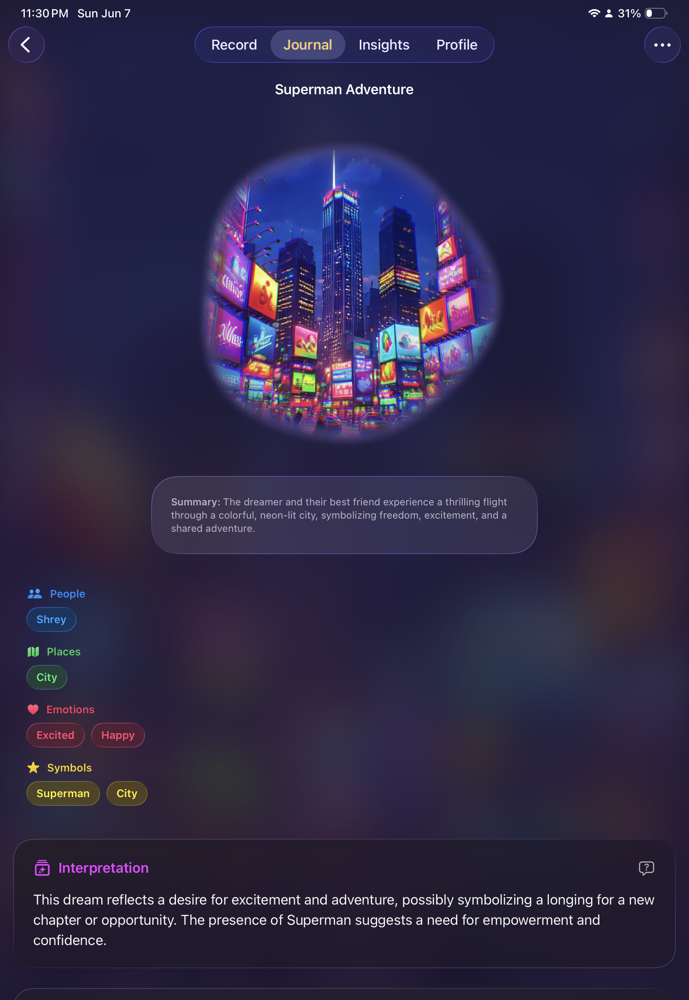 11:30 PM Sun Jun 7
31%
Record Journal Insights Profile
Superman Adventure
Summary: The dreamer and their best friend experience a thrilling flight
through a colorful, neon-lit city, symbolizing freedom, excitement, and a
shared adventure.
People
Shrey
Places
City
Emotions
Excited Happy
Symbols
Superman City
Interpretation
This dream reflects a desire for excitement and adventure, possibly symbolizing a longing for a new
chapter or opportunity. The presence of Superman suggests a need for empowerment and
confidence.